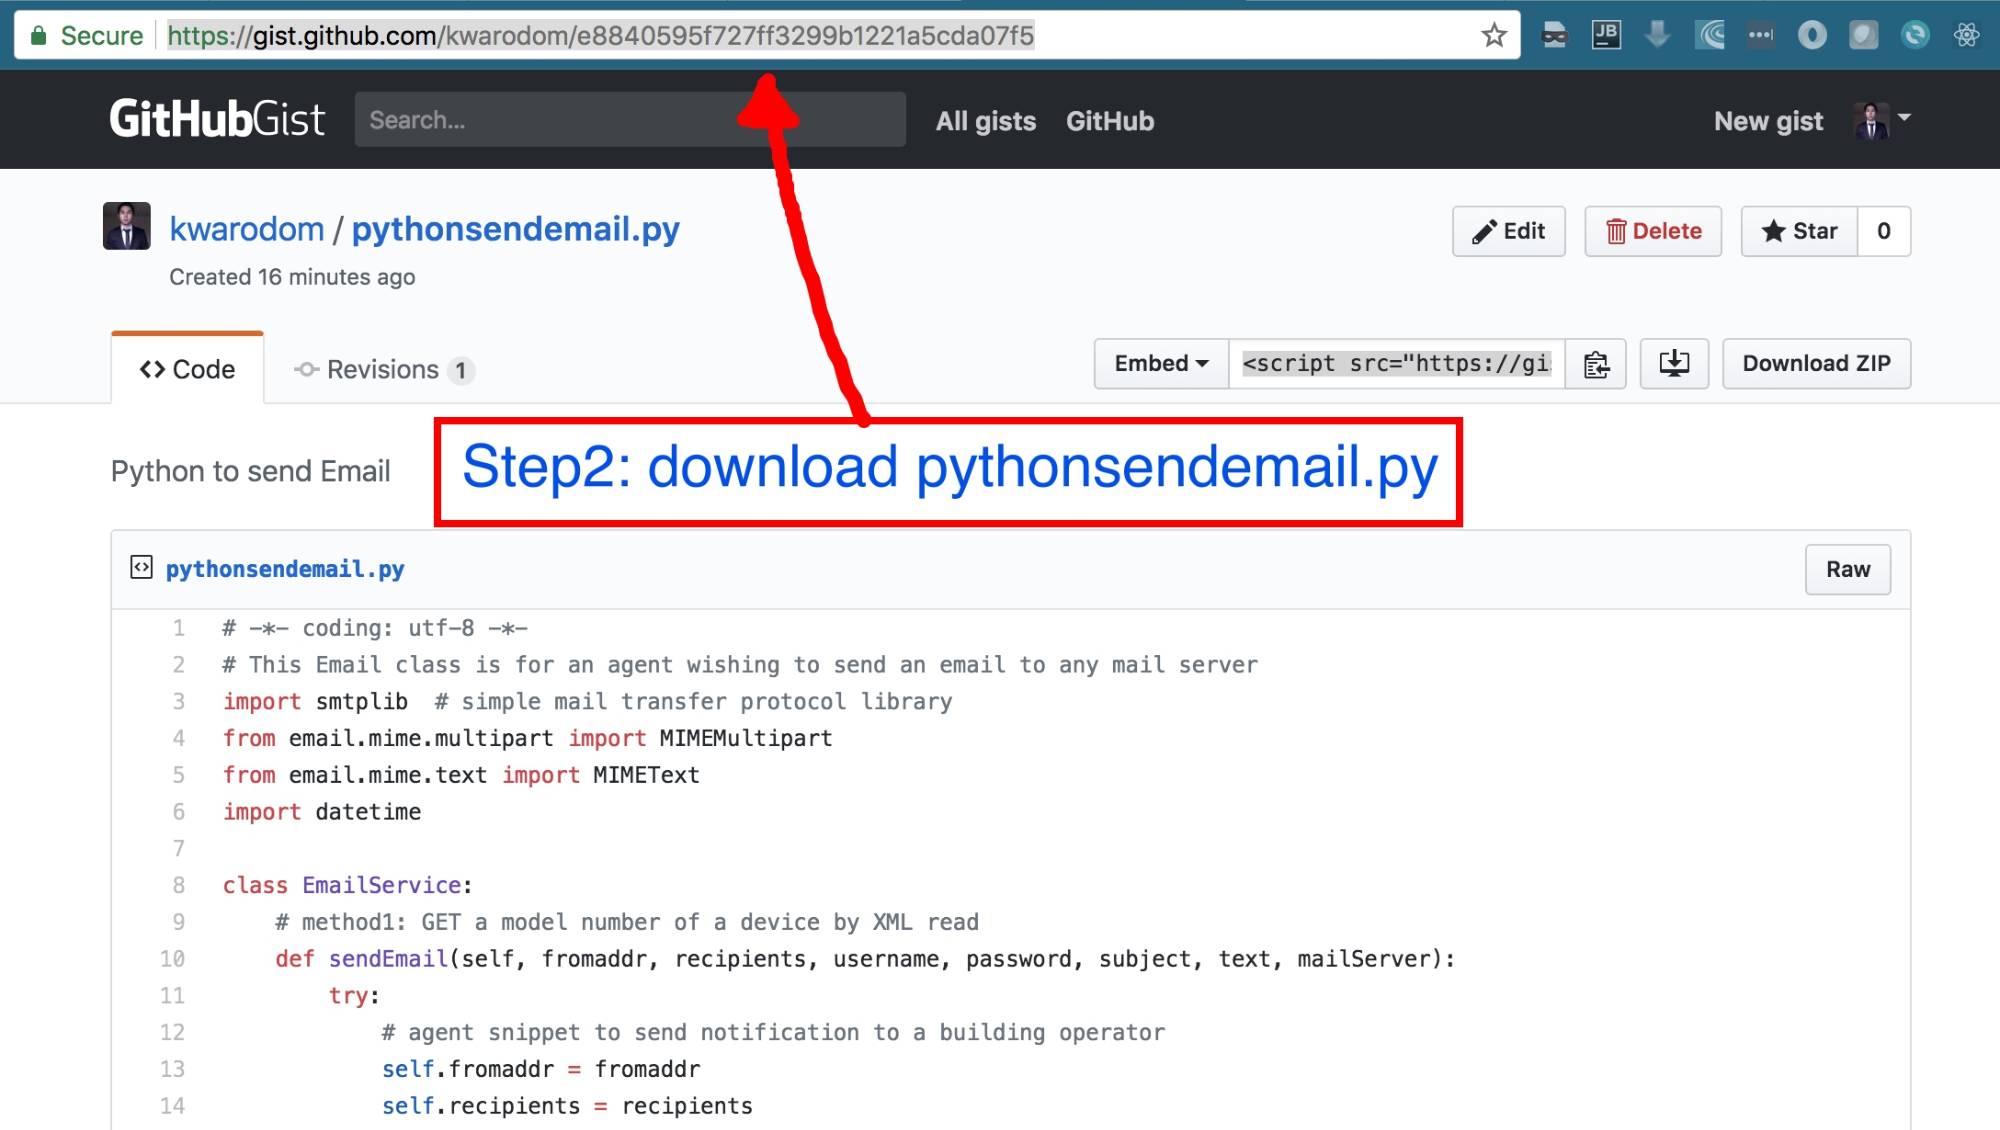 Secure https://gist.github.com/kwarodom/e8840595f727ff3299b1221a5cda07f5
JB
GitHubGist Search... All gists GitHub New gist
kwarodom / pythonsendemail.py Edit Delete Star 0
Created 16 minutes ago
Code Revisions 1 Embed <script src="https://gi Download ZIP
Python to send Email
Step2: download pythonsendemail.py
pythonsendemail.py Raw
1 # -*- coding: utf-8 -*-
2 # This Email class is for an agent wishing to send an email to any mail server
3 import smtplib # simple mail transfer protocol library
4 from email.mime.multipart import MIMEMultipart
5 from email.mime.text import MIMEText
6 import datetime
7
8 class EmailService:
9 # method1: GET a model number of a device by XML read
10 def sendEmail(self, fromaddr, recipients, username, password, subject, text, mailServer):
11 try:
12 # agent snippet to send notification to a building operator
13 self.fromaddr = fromaddr
14 self.recipients = recipients